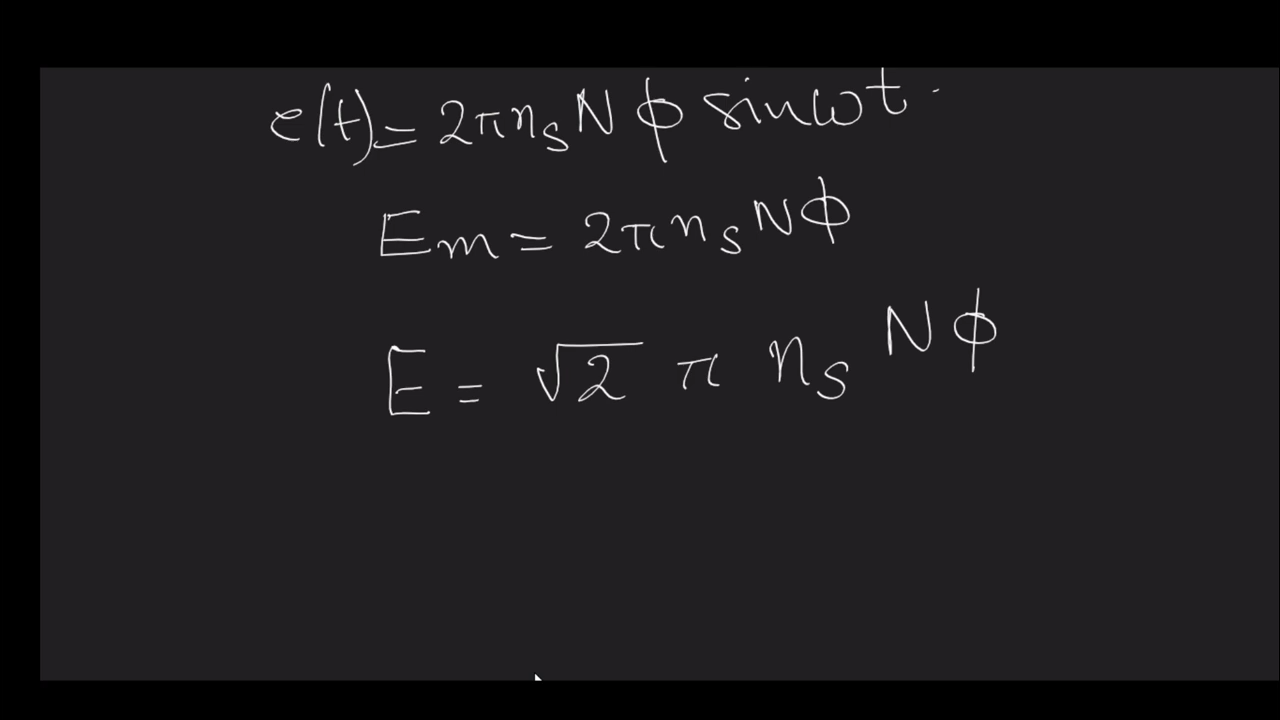 e(t) = 2πn_s N ϕ sinωt.
Em = 2πn_s Nϕ
E = √2 π n_s Nϕ